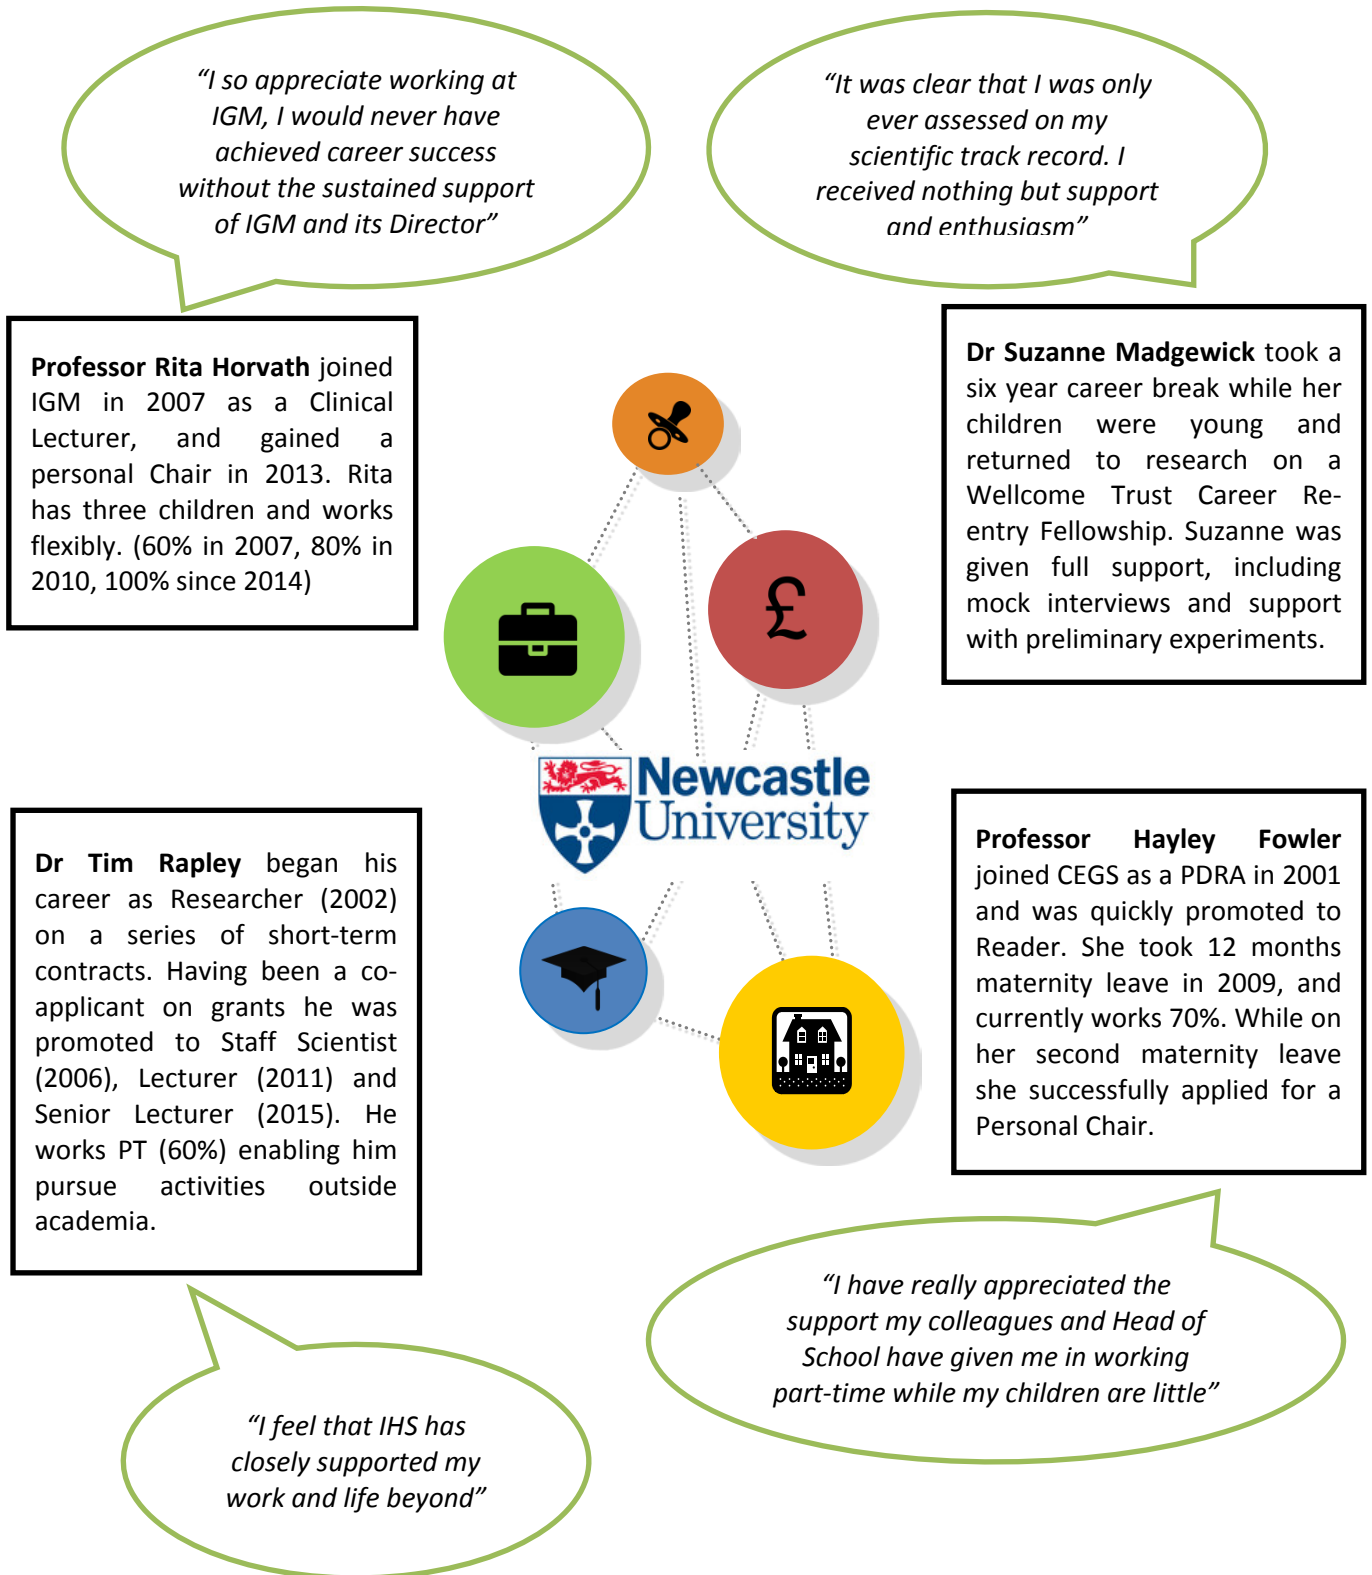 “I so appreciate working at
IGM, I would never have
achieved career success
without the sustained support
of IGM and its Director”
“It was clear that I was only
ever assessed on my
scientific track record. I
received nothing but support
and enthusiasm”
Professor Rita Horvath joined
IGM in 2007 as a Clinical
Lecturer, and gained a
personal Chair in 2013. Rita
has three children and works
flexibly. (60% in 2007, 80% in
2010, 100% since 2014)
Dr Suzanne Madgewick took a
six year career break while her
children were young and
returned to research on a
Wellcome Trust Career Re-
entry Fellowship. Suzanne was
given full support, including
mock interviews and support
with preliminary experiments.
£
Newcastle
University
Dr Tim Rapley began his
career as Researcher (2002)
on a series of short-term
contracts. Having been a co-
applicant on grants he was
promoted to Staff Scientist
(2006), Lecturer (2011) and
Senior Lecturer (2015). He
works PT (60%) enabling him
pursue activities outside
academia.
Professor Hayley Fowler
joined CEGS as a PDRA in 2001
and was quickly promoted to
Reader. She took 12 months
maternity leave in 2009, and
currently works 70%. While on
her second maternity leave
she successfully applied for a
Personal Chair.
“I have really appreciated the
support my colleagues and Head of
School have given me in working
part-time while my children are little”
“I feel that IHS has
closely supported my
work and life beyond”